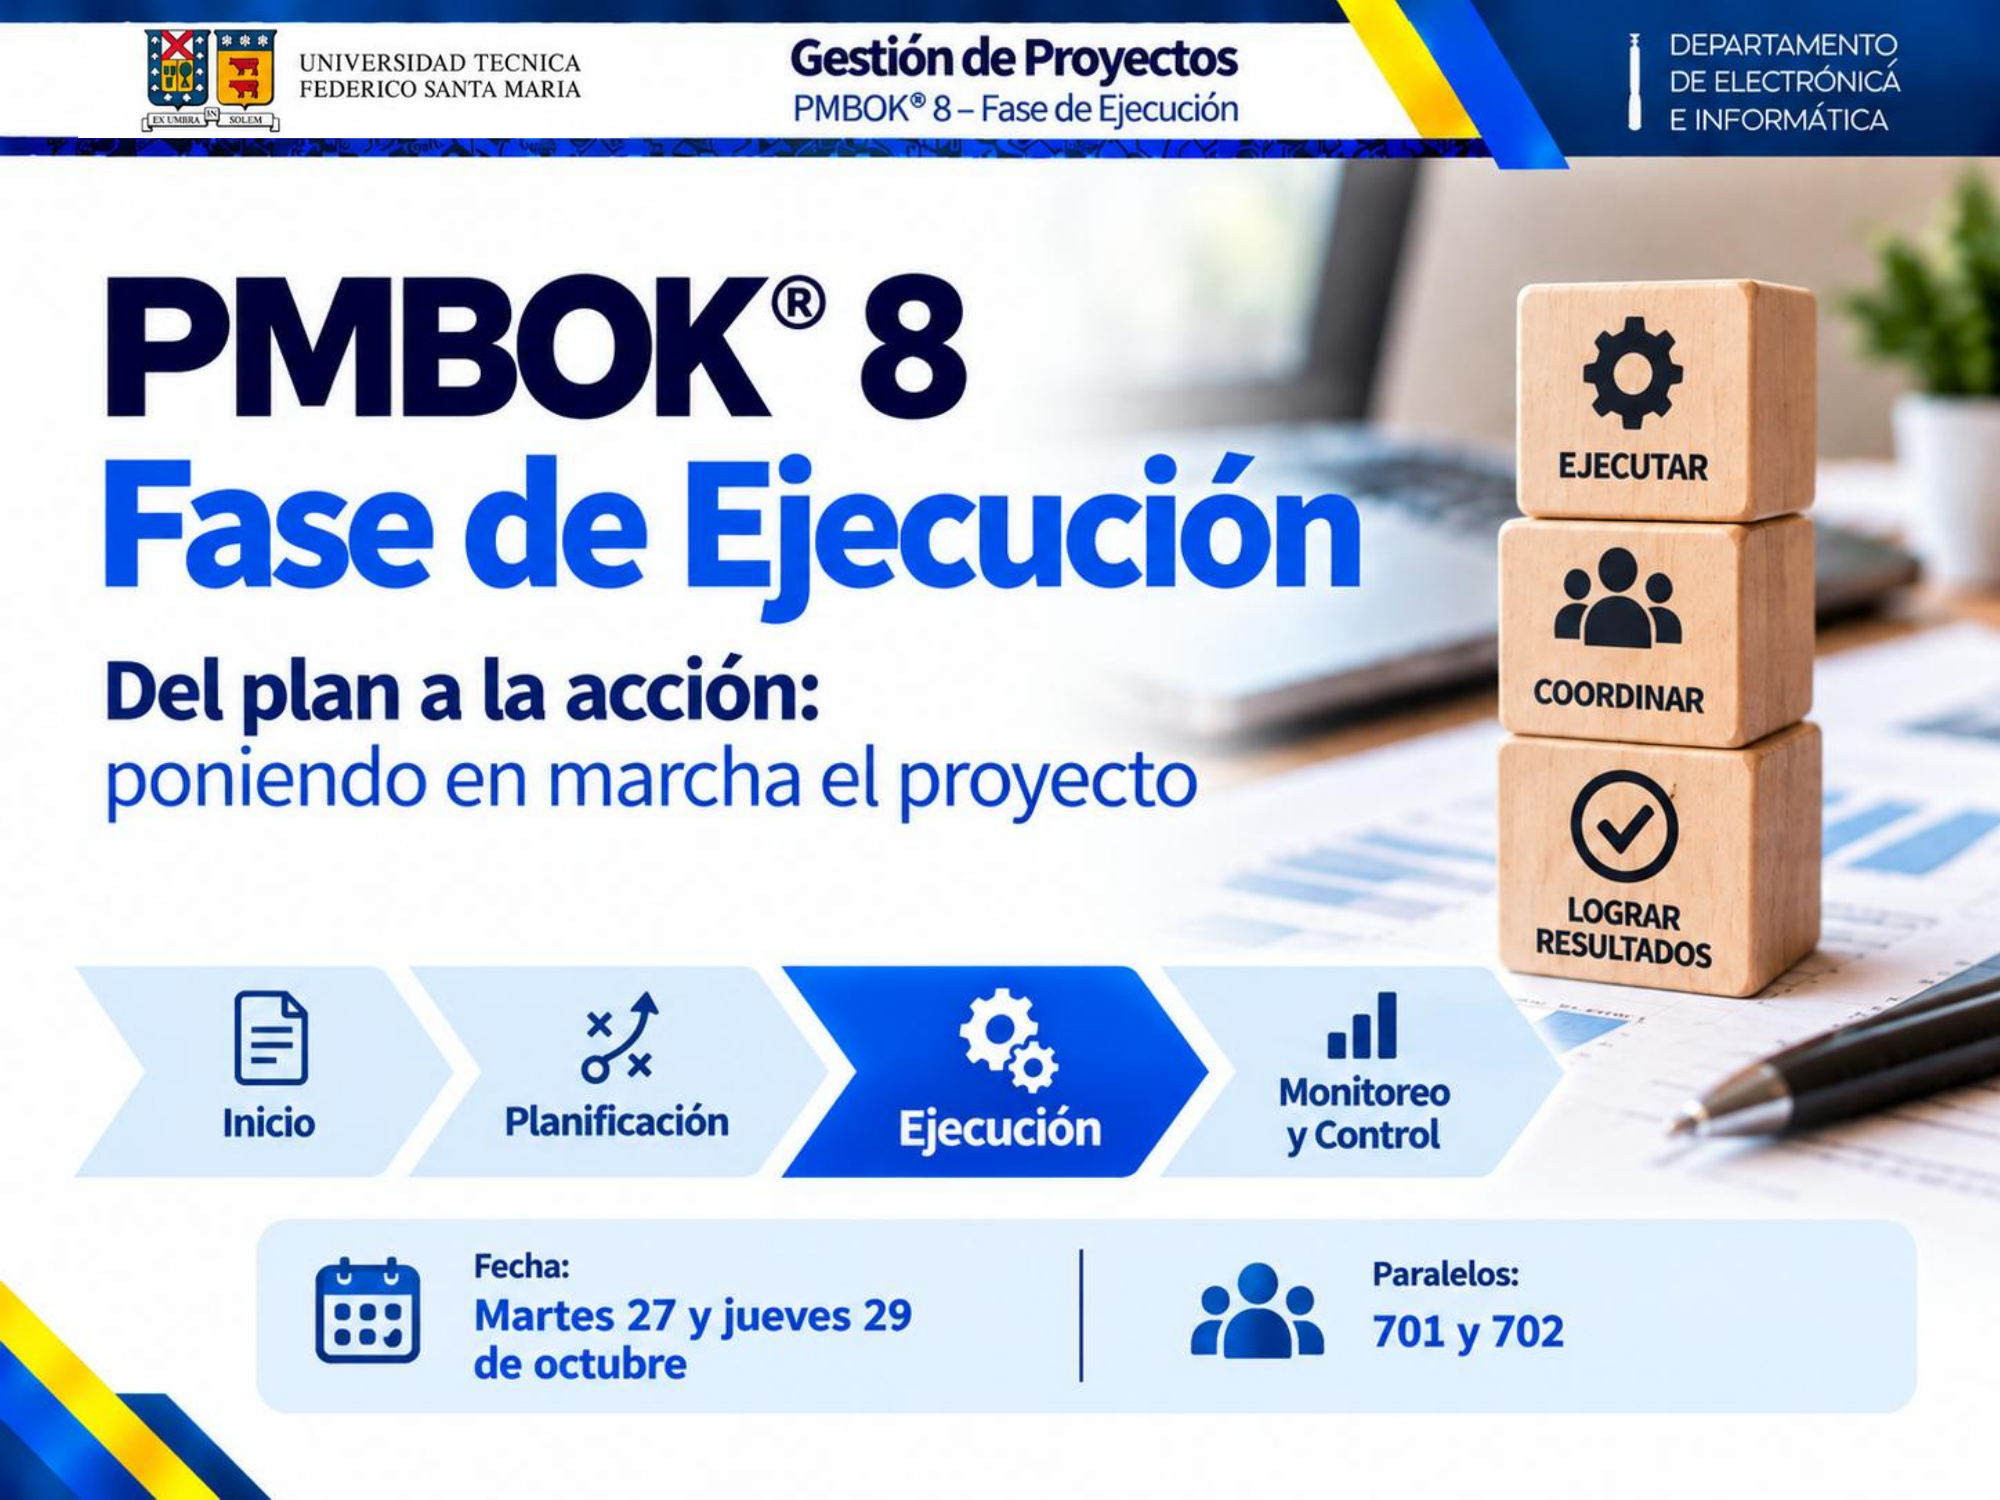 UNIVERSIDAD TECNICA
FEDERICO SANTA MARIA
EX UMBRA IN SOLEM
Gestión de Proyectos
PMBOK® 8 – Fase de Ejecución
DEPARTAMENTO
DE ELECTRÓNICA
E INFORMÁTICA
PMBOK® 8
Fase de Ejecución
Del plan a la acción:
poniendo en marcha el proyecto
EJECUTAR
COORDINAR
LOGRAR
RESULTADOS
Inicio
Planificación
Ejecución
Monitoreo
y Control
Fecha:
Martes 27 y jueves 29
de octubre
Paralelos:
701 y 702